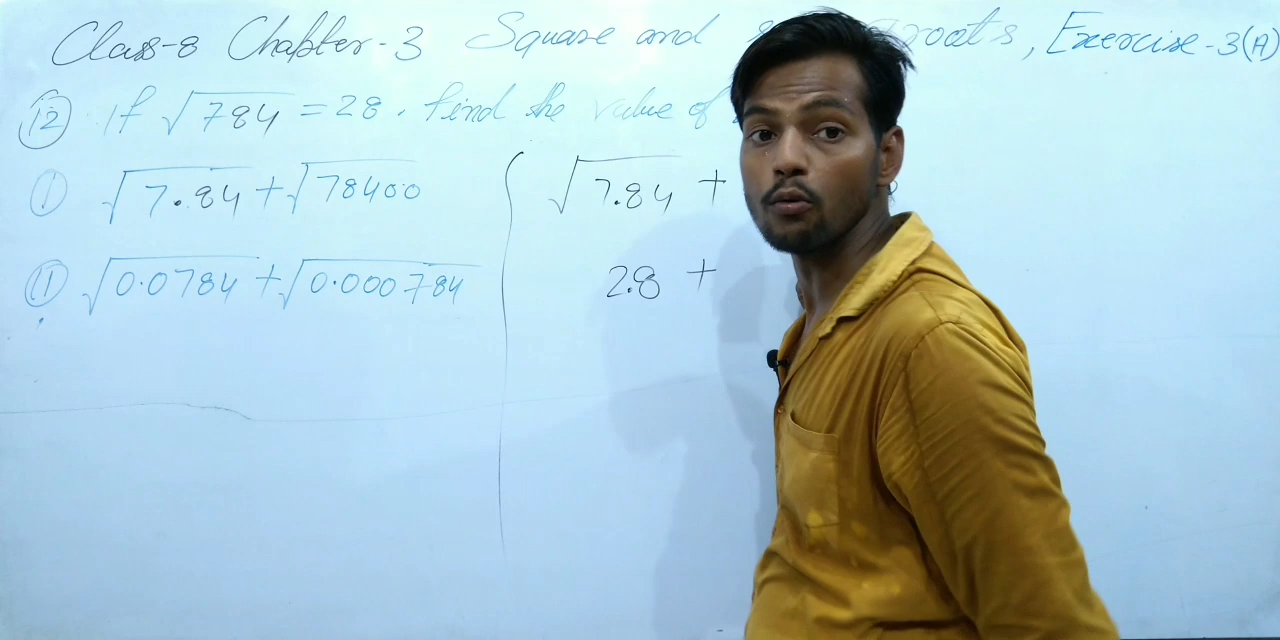 Class-8 Chapter-3 Square and roots, Exercise-3(A)
(12) If √784 = 28. find the value of
(I) √7.84 + √78400
(II) √0.0784 + √0.000784
√7.84 +
2.8 +